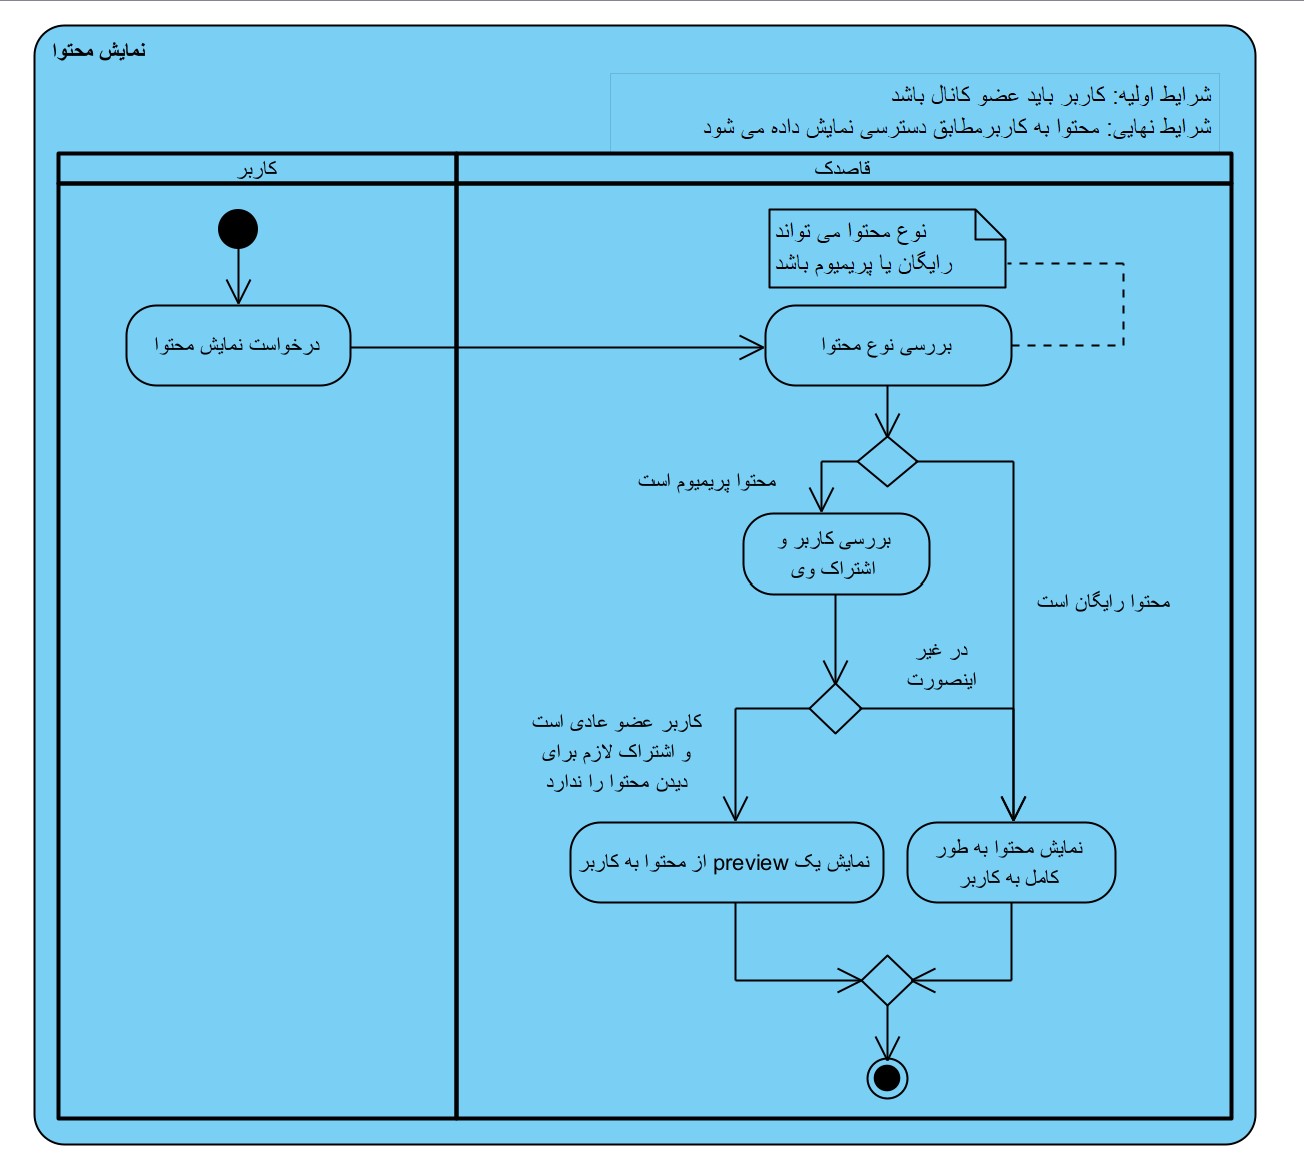 نمایش محتوا
شرایط اولیه: کاربر باید عضو کانال باشد
شرایط نهایی: محتوا به کاربرمطابق دسترسی نمایش داده می شود
کاربر
قاصدک
نوع محتوا می تواند
رایگان یا پریمیوم باشد
درخواست نمایش محتوا
بررسی نوع محتوا
محتوا پریمیوم است
بررسی کاربر و
اشتراک وی
محتوا رایگان است
در غیر
اینصورت
کاربر عضو عادی است
و اشتراک لازم برای
دیدن محتوا را ندارد
نمایش محتوا به طور
کامل به کاربر
نمایش یک preview از محتوا به کاربر